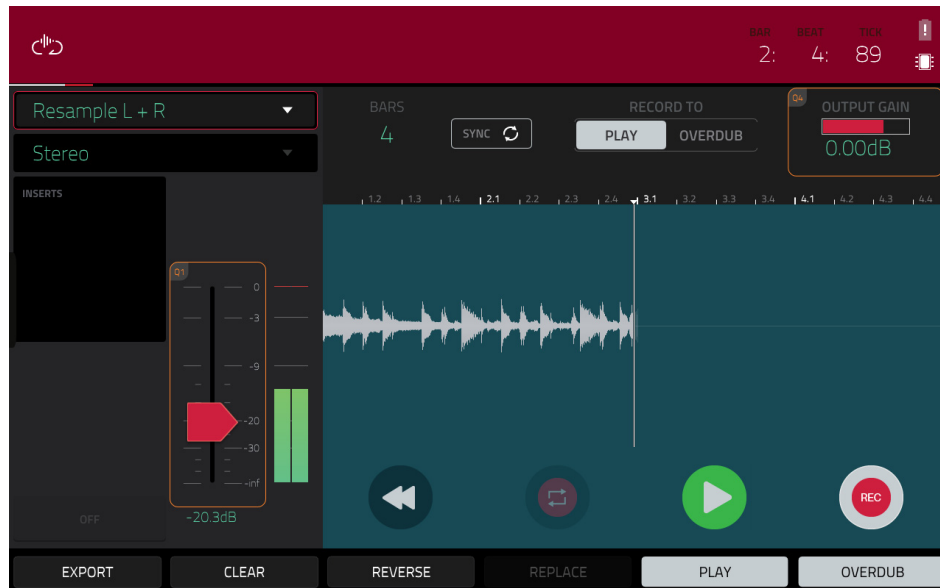 BAR BEAT TICK
2: 4: 89
Resample L + R
Stereo
BARS
4
SYNC
RECORD TO
PLAY OVERDUB
Q4 OUTPUT GAIN
0.00dB
INSERTS
OFF
Q1
0
-3
-9
-20
-30
-inf
-20.3dB
1.2 1.3 1.4 2.1 2.2 2.3 2.4 3.1 3.2 3.3 3.4 4.1 4.2 4.3 4.4
REC
EXPORT CLEAR REVERSE REPLACE PLAY OVERDUB